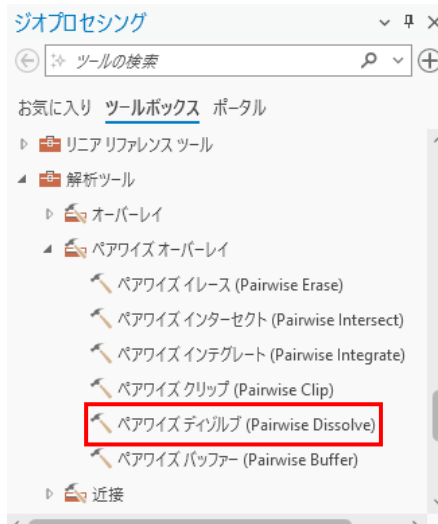 ジオプロセシング
ツールの検索
お気に入り ツールボックス ポータル
リニア リファレンス ツール
解析ツール
オーバーレイ
ペアワイズ オーバーレイ
ペアワイズ イレース (Pairwise Erase)
ペアワイズ インターセクト (Pairwise Intersect)
ペアワイズ インテグレート (Pairwise Integrate)
ペアワイズ クリップ (Pairwise Clip)
ペアワイズ ディゾルブ (Pairwise Dissolve)
ペアワイズ バッファー (Pairwise Buffer)
近接